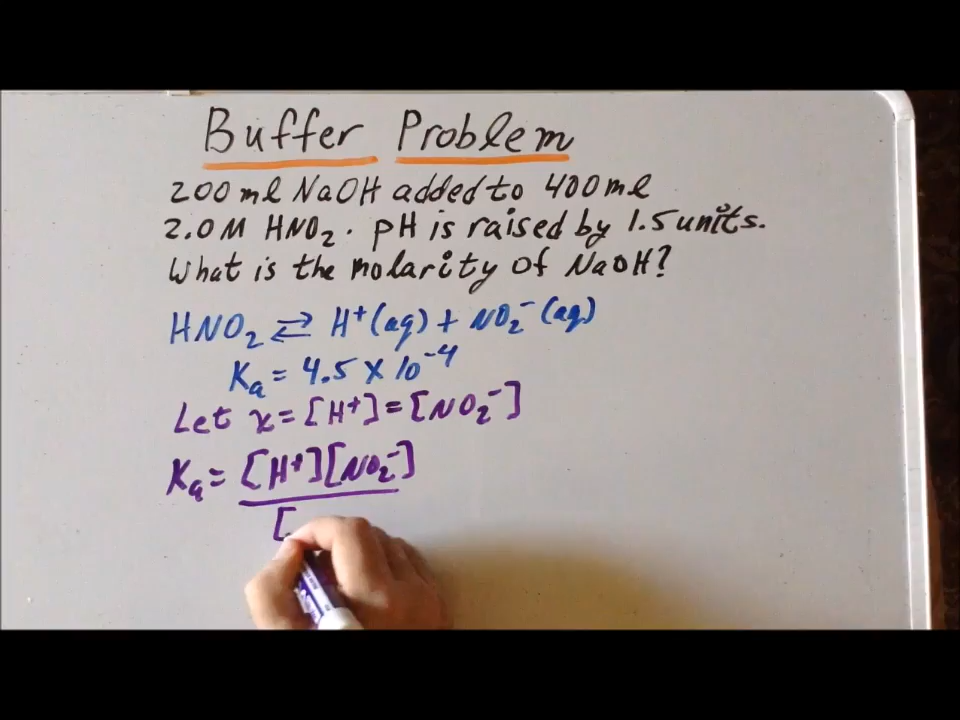 Buffer Problem
200 ml NaOH added to 400 ml
2.0 M HNO₂. pH is raised by 1.5 units.
What is the molarity of NaOH?
HNO₂ ⇌ H⁺(aq) + NO₂⁻(aq)
Kₐ = 4.5 x 10⁻⁴
Let x = [H⁺] = [NO₂⁻]
Kₐ = [H⁺][NO₂⁻]
[